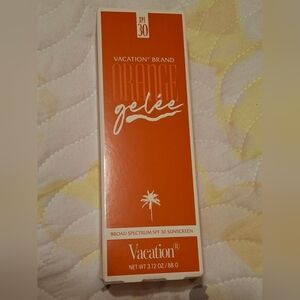 SPF
30
VACATION® BRAND
ORANGE
gelée
BROAD SPECTRUM SPF 30 SUNSCREEN
Vacation®
NET WT 3.12 OZ / 88 G